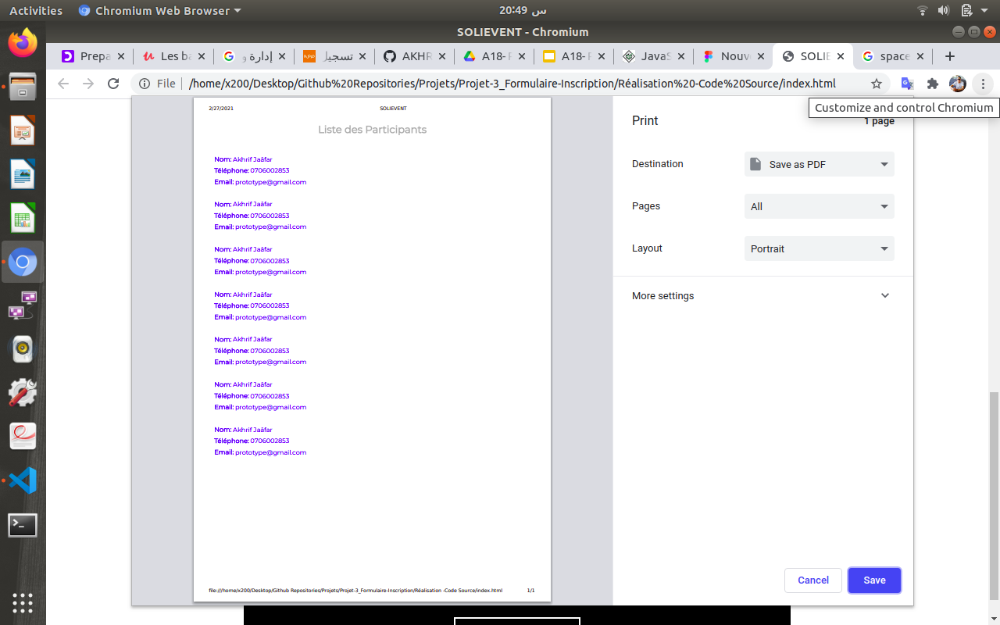 Activities
Chromium Web Browser
20:49 س
SOLIEVENT - Chromium
Prepa
Les ba
إدارة و
تسجيل
AKHR
A18- F
A18- F
JavaS
Nouv
SOLIE
space
File
/home/x200/Desktop/Github%20Repositories/Projets/Projet-3_Formulaire-Inscription/Réalisation%20-Code%20Source/index.html
Customize and control Chromium
2/27/2021
SOLIEVENT
Liste des Participants
Nom: Akhrif Jaâfar
Téléphone: 0706002853
Email: prototype@gmail.com
Nom: Akhrif Jaâfar
Téléphone: 0706002853
Email: prototype@gmail.com
Nom: Akhrif Jaâfar
Téléphone: 0706002853
Email: prototype@gmail.com
Nom: Akhrif Jaâfar
Téléphone: 0706002853
Email: prototype@gmail.com
Nom: Akhrif Jaâfar
Téléphone: 0706002853
Email: prototype@gmail.com
Nom: Akhrif Jaâfar
Téléphone: 0706002853
Email: prototype@gmail.com
Nom: Akhrif Jaâfar
Téléphone: 0706002853
Email: prototype@gmail.com
file:///home/x200/Desktop/Github Repositories/Projets/Projet-3_Formulaire-Inscription/Réalisation -Code Source/index.html
1/1
Print
1 page
Destination
Save as PDF
Pages
All
Layout
Portrait
More settings
Cancel
Save